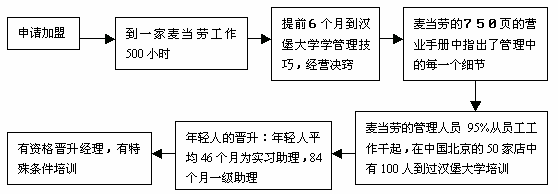 申请加盟
到一家麦当劳工作
500 小时
提前 6 个月到汉
堡大学学管理技
巧，经营决窍
麦当劳的 7 5 0 页的营
业手册中指出了管理中
的每一个细节
麦当劳的管理人员 95%从员工工
作干起，在中国北京的 50 家店中
有 100 人到过汉堡大学培训
年轻人的晋升：年轻人平
均 46 个月为实习助理，84
个月一级助理
有资格晋升经理，有特
殊条件培训